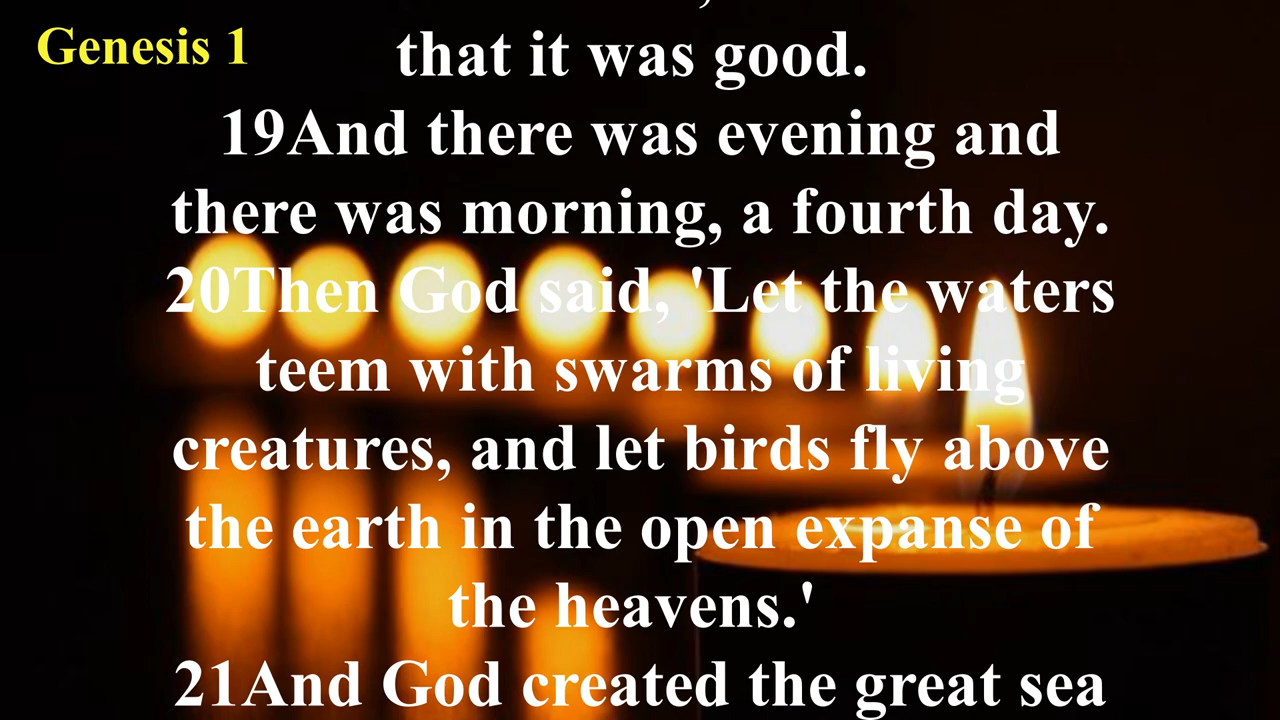 Genesis 1
that it was good.
19And there was evening and
there was morning, a fourth day.
20Then God said, 'Let the waters
teem with swarms of living
creatures, and let birds fly above
the earth in the open expanse of
the heavens.'
21And God created the great sea